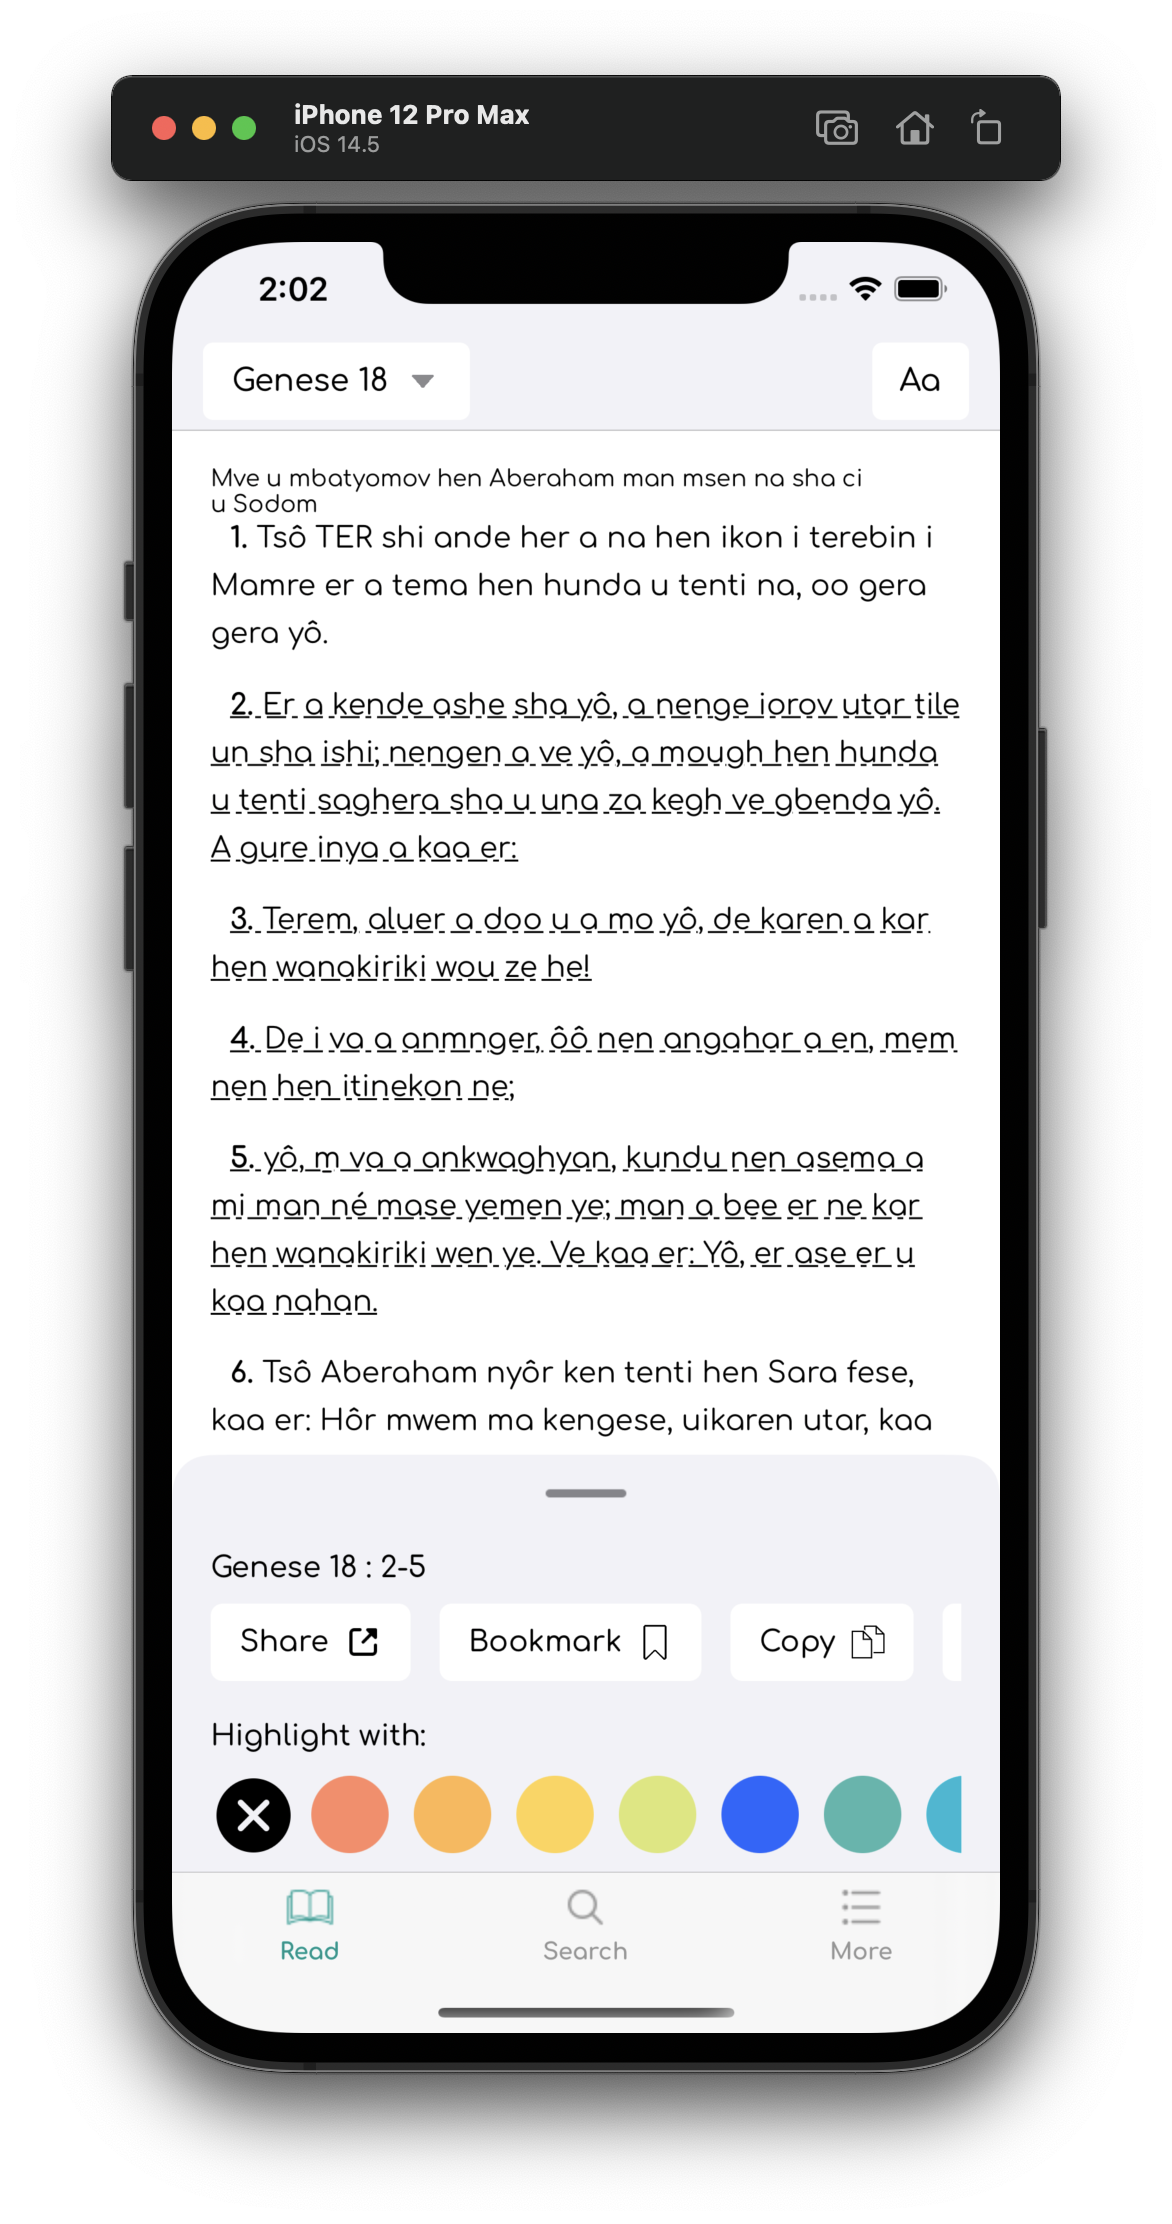 iPhone 12 Pro Max
iOS 14.5
2:02
Genese 18
Aa
Mve u mbatyomov hen Aberaham man msen na sha ci
u Sodom
1. Tsô TER shi ande her a na hen ikon i terebin i
Mamre er a tema hen hunda u tenti na, oo gera
gera yô.
2. Er a kende ashe sha yô, a nenge iorov utar tile
un sha ishi; nengen a ve yô, a mough hen hunda
u tenti saghera sha u una za kegh ve gbenda yô.
A gure inya a kaa er:
3. Terem, aluer a doo u a mo yô, de karen a kar
hen wanakiriki wou ze he!
4. De i va a anmnger, ôô nen angahar a en, mem
nen hen itinekon ne;
5. yô, m va a ankwaghyan, kundu nen asema a
mi man né mase yemen ye; man a bee er ne kar
hen wanakiriki wen ye. Ve kaa er: Yô, er ase er u
kaa nahan.
6. Tsô Aberaham nyôr ken tenti hen Sara fese,
kaa er: Hôr mwem ma kengese, uikaren utar, kaa
Genese 18 : 2-5
Share
Bookmark
Copy
Highlight with:
Read
Search
More